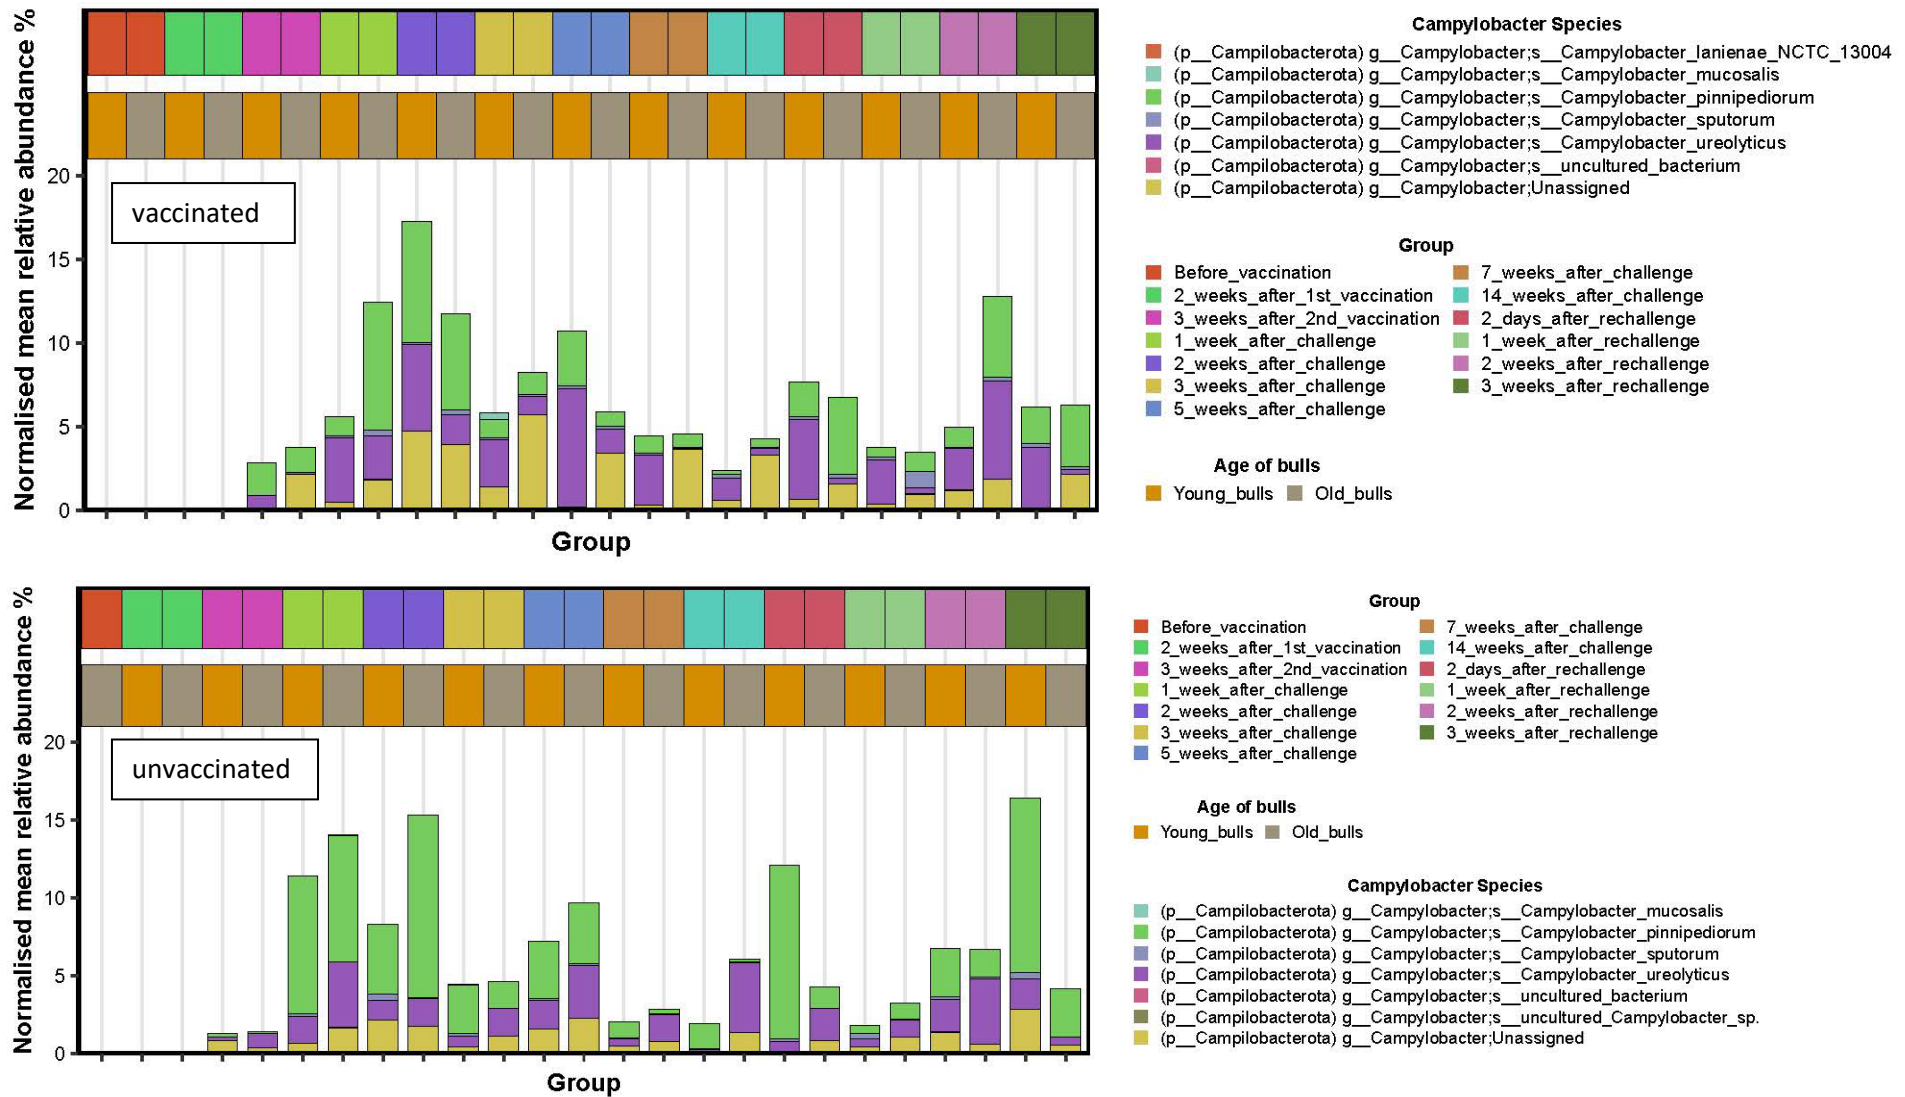 Normalised mean relative abundance %
20
15
10
5
0
vaccinated
Group
Campylobacter Species
(p__Campilobacterota) g__Campylobacter;s__Campylobacter_lanienae_NCTC_13004
(p__Campilobacterota) g__Campylobacter;s__Campylobacter_mucosalis
(p__Campilobacterota) g__Campylobacter;s__Campylobacter_pinnipediorum
(p__Campilobacterota) g__Campylobacter;s__Campylobacter_sputorum
(p__Campilobacterota) g__Campylobacter;s__Campylobacter_ureolyticus
(p__Campilobacterota) g__Campylobacter;s__uncultured_bacterium
(p__Campilobacterota) g__Campylobacter;Unassigned
Group
Before_vaccination 7_weeks_after_challenge
2_weeks_after_1st_vaccination 14_weeks_after_challenge
3_weeks_after_2nd_vaccination 2_days_after_rechallenge
1_week_after_challenge 1_week_after_rechallenge
2_weeks_after_challenge 2_weeks_after_rechallenge
3_weeks_after_challenge 3_weeks_after_rechallenge
5_weeks_after_challenge
Age of bulls
Young_bulls Old_bulls
Normalised mean relative abundance %
20
15
10
5
0
unvaccinated
Group
Group
Before_vaccination 7_weeks_after_challenge
2_weeks_after_1st_vaccination 14_weeks_after_challenge
3_weeks_after_2nd_vaccination 2_days_after_rechallenge
1_week_after_challenge 1_week_after_rechallenge
2_weeks_after_challenge 2_weeks_after_rechallenge
3_weeks_after_challenge 3_weeks_after_rechallenge
5_weeks_after_challenge
Age of bulls
Young_bulls Old_bulls
Campylobacter Species
(p__Campilobacterota) g__Campylobacter;s__Campylobacter_mucosalis
(p__Campilobacterota) g__Campylobacter;s__Campylobacter_pinnipediorum
(p__Campilobacterota) g__Campylobacter;s__Campylobacter_sputorum
(p__Campilobacterota) g__Campylobacter;s__Campylobacter_ureolyticus
(p__Campilobacterota) g__Campylobacter;s__uncultured_bacterium
(p__Campilobacterota) g__Campylobacter;s__uncultured_Campylobacter_sp.
(p__Campilobacterota) g__Campylobacter;Unassigned